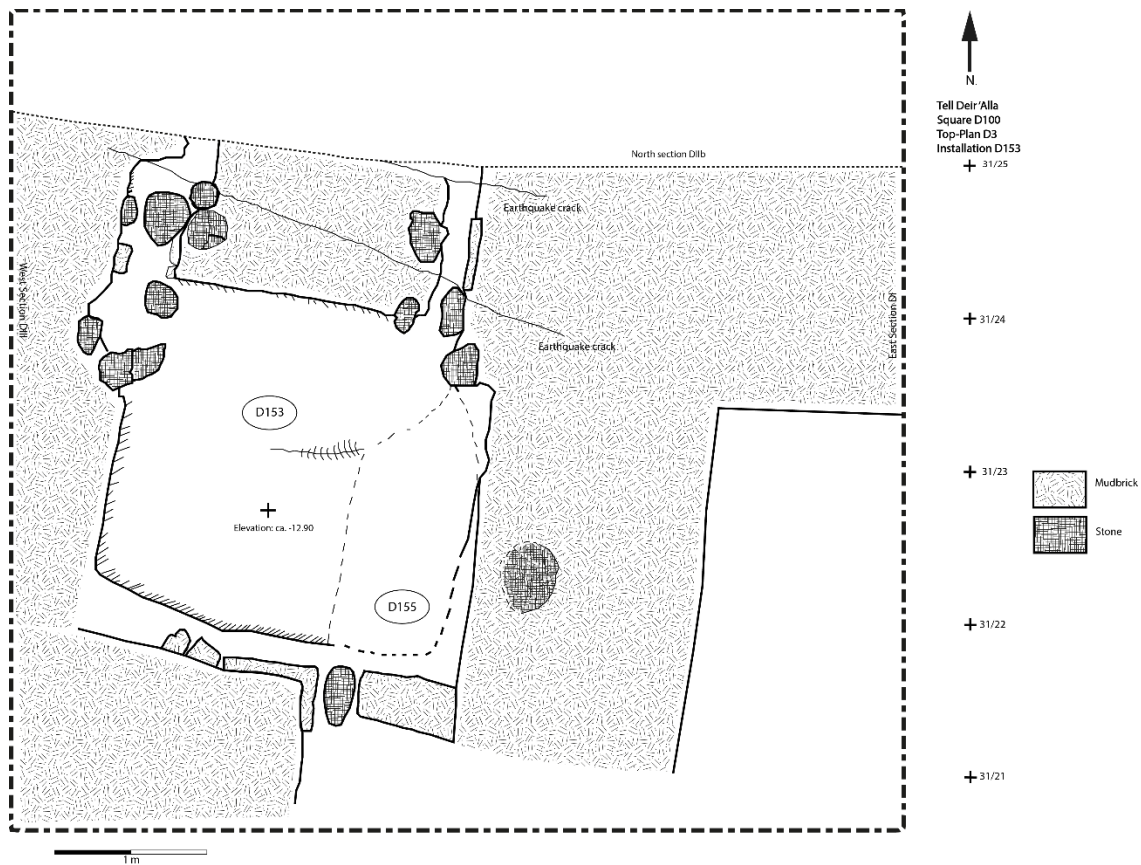 N.
Tell Deir 'Alla
Square D100
Top-Plan D3
Installation D153
31/25
North section DIIb
Earthquake crack
West Section DIII
31/24
East Section DI
Earthquake crack
D153
31/23
Mudbrick
Elevation: ca. -12.90
Stone
D155
31/22
31/21
1 m